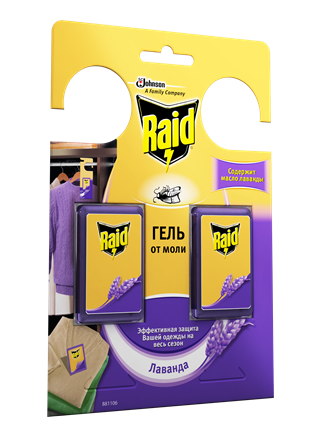 SC Johnson
A Family Company
Raid
Содержит
масло лаванды
ГЕЛЬ
ОТ МОЛИ
Raid
Raid
Эффективная защита
Вашей одежды на
весь сезон
Лаванда
881106